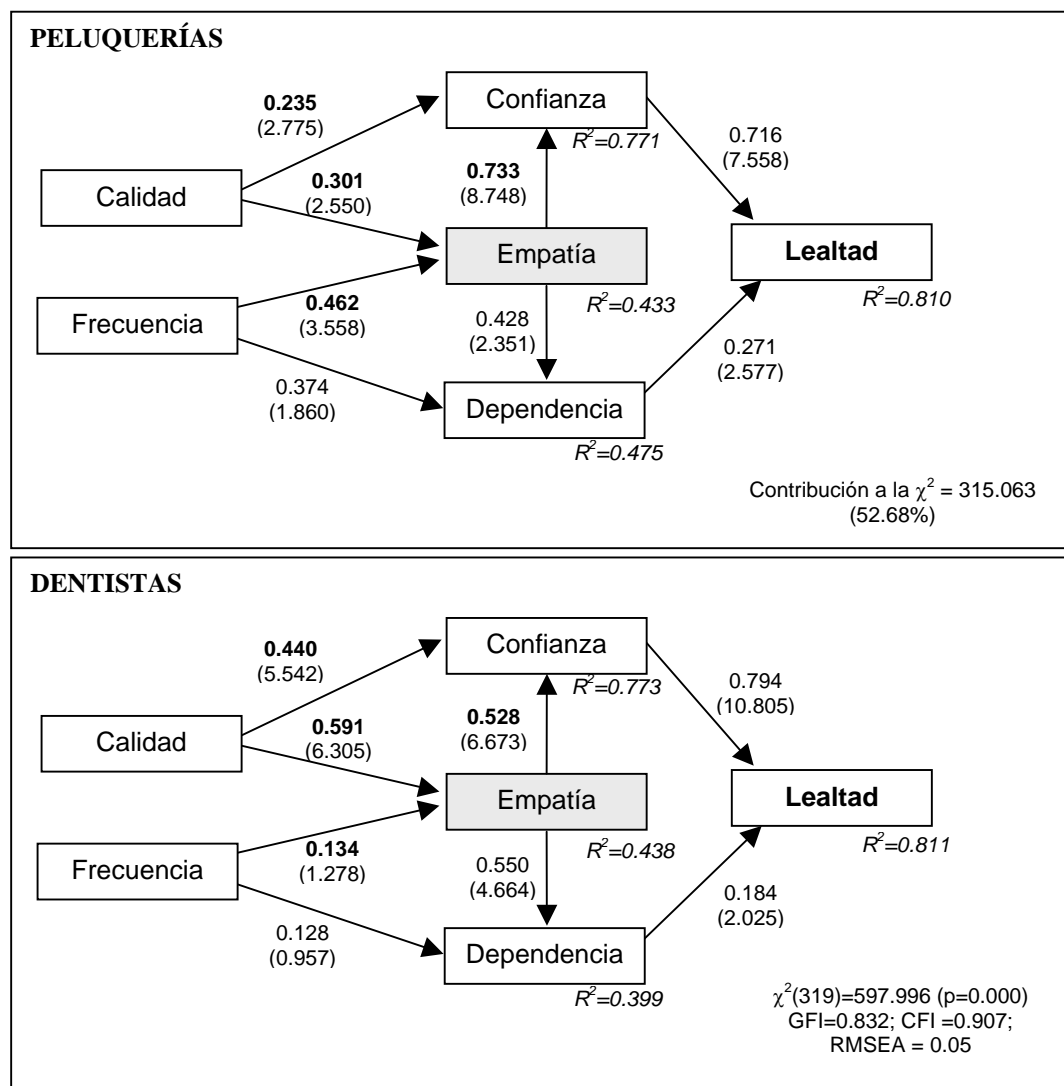 PELUQUERÍAS
0.235
(2.775)
Confianza
R²=0.771
0.716
(7.558)
Calidad
0.301
(2.550)
0.733
(8.748)
Empatía
R²=0.433
Lealtad
R²=0.810
Frecuencia
0.462
(3.558)
0.428
(2.351)
0.374
(1.860)
Dependencia
R²=0.475
0.271
(2.577)
Contribución a la χ² = 315.063
(52.68%)
DENTISTAS
0.440
(5.542)
Confianza
R²=0.773
0.794
(10.805)
Calidad
0.591
(6.305)
0.528
(6.673)
Empatía
R²=0.438
Lealtad
R²=0.811
Frecuencia
0.134
(1.278)
0.550
(4.664)
0.128
(0.957)
Dependencia
R²=0.399
0.184
(2.025)
χ²(319)=597.996 (p=0.000)
GFI=0.832; CFI =0.907;
RMSEA = 0.05